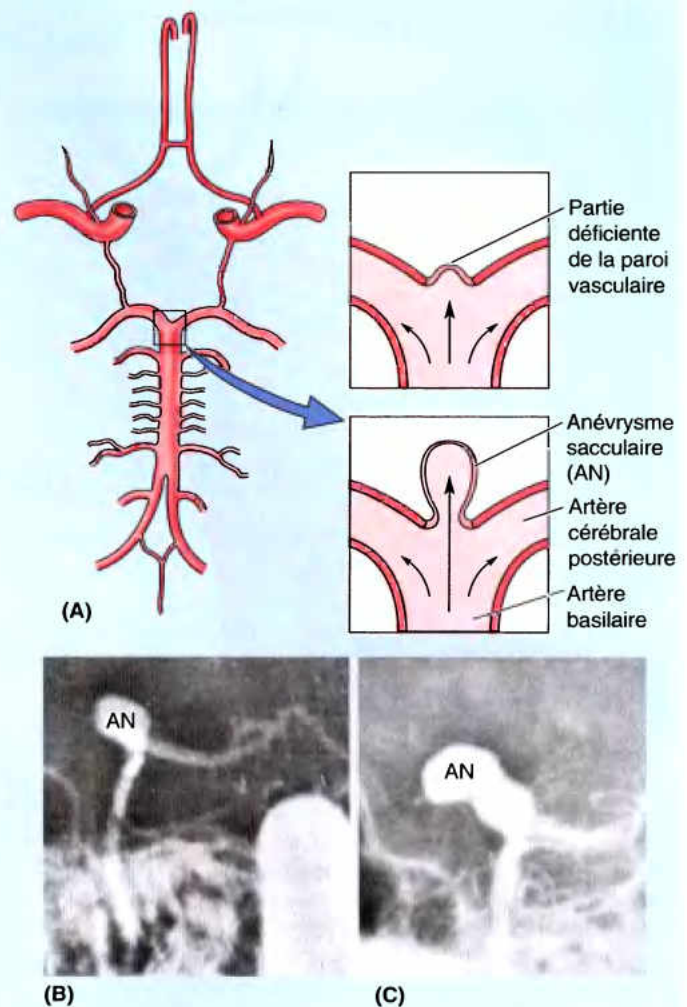 Partie
déficiente
de la paroi
vasculaire
Anévrysme
sacculaire
(AN)
Artère
cérébrale
postérieure
Artère
basilaire
(A)
AN
AN
(B)
(C)